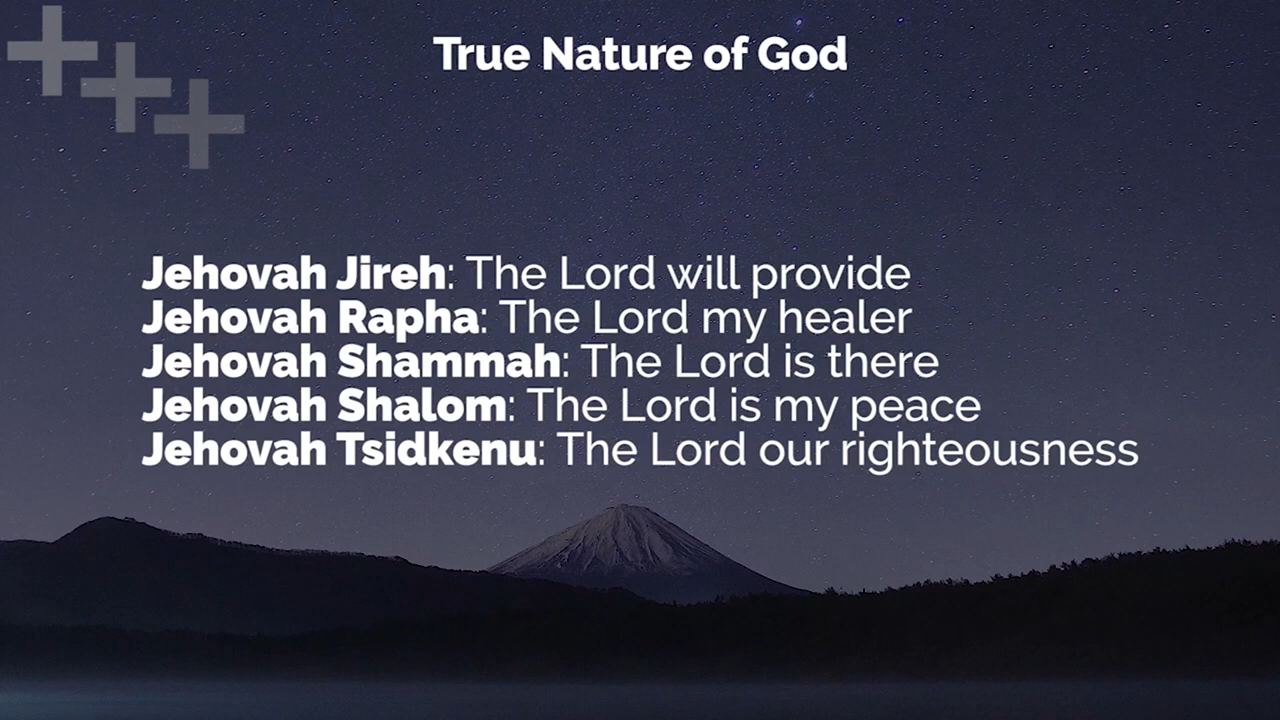 True Nature of God
Jehovah Jireh: The Lord will provide
Jehovah Rapha: The Lord my healer
Jehovah Shammah: The Lord is there
Jehovah Shalom: The Lord is my peace
Jehovah Tsidkenu: The Lord our righteousness